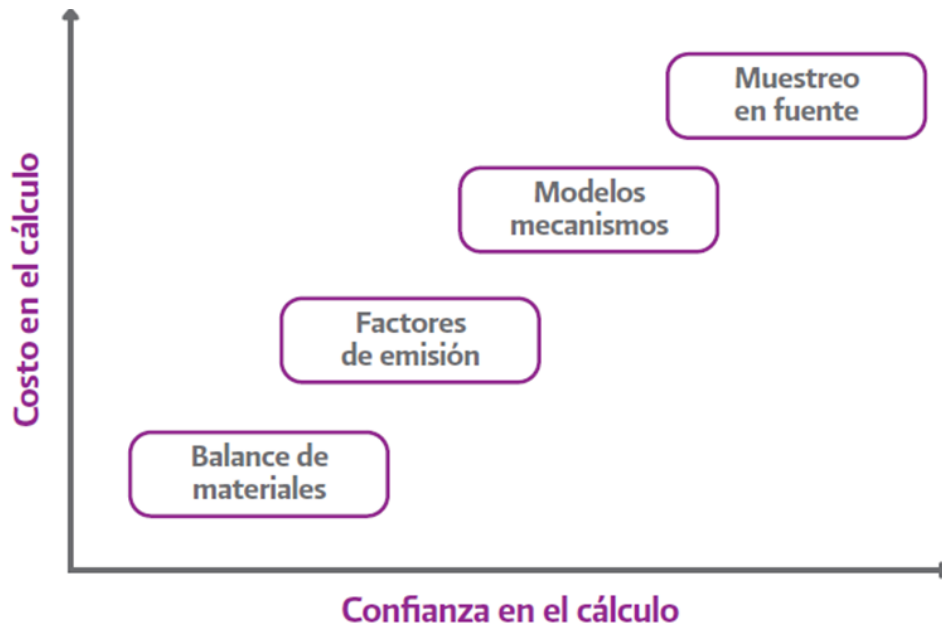 Muestreo
en fuente
Modelos
mecanismos
Factores
de emisión
Balance de
materiales
Costo en el cálculo
Confianza en el cálculo